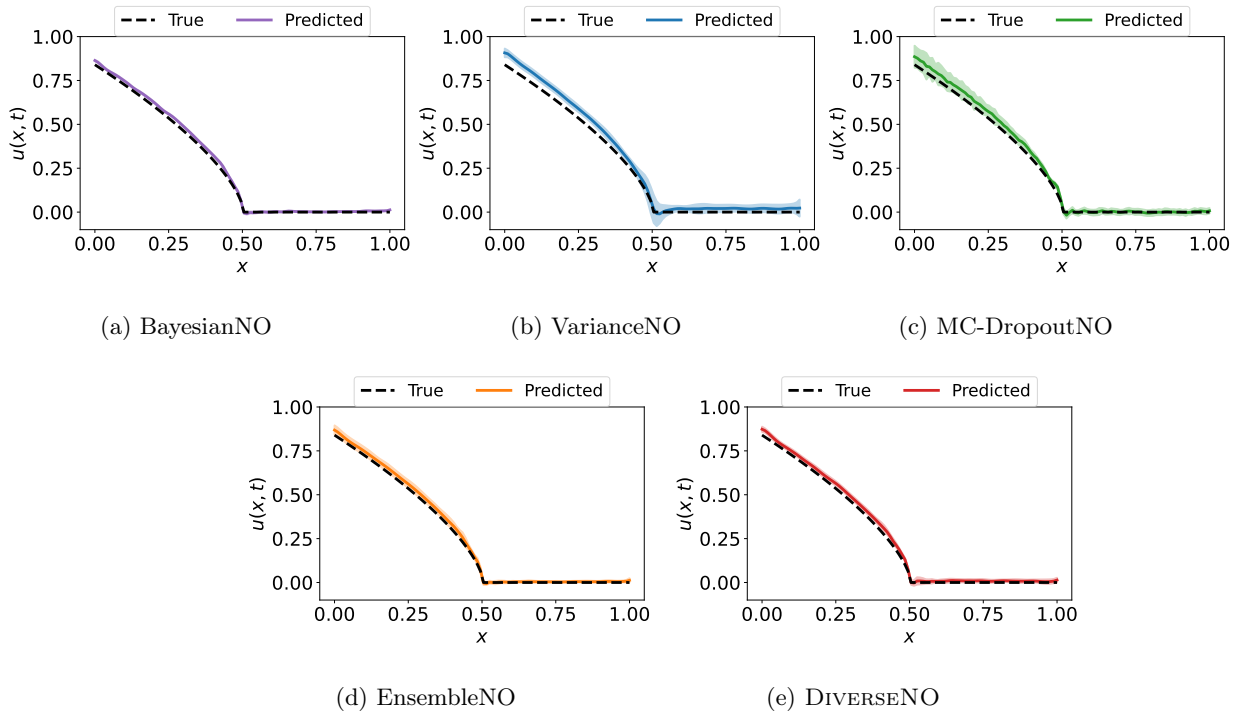 True Predicted
True Predicted
True Predicted
1.00
0.75
0.50
0.25
0.00
u(x, t)
0.00 0.25 0.50 0.75 1.00
x
1.00
0.75
0.50
0.25
0.00
u(x, t)
0.00 0.25 0.50 0.75 1.00
x
1.00
0.75
0.50
0.25
0.00
u(x, t)
0.00 0.25 0.50 0.75 1.00
x
(a) BayesianNO
(b) VarianceNO
(c) MC-DropoutNO
True Predicted
True Predicted
1.00
0.75
0.50
0.25
0.00
u(x, t)
0.00 0.25 0.50 0.75 1.00
x
1.00
0.75
0.50
0.25
0.00
u(x, t)
0.00 0.25 0.50 0.75 1.00
x
(d) EnsembleNO
(e) DIVERSENO